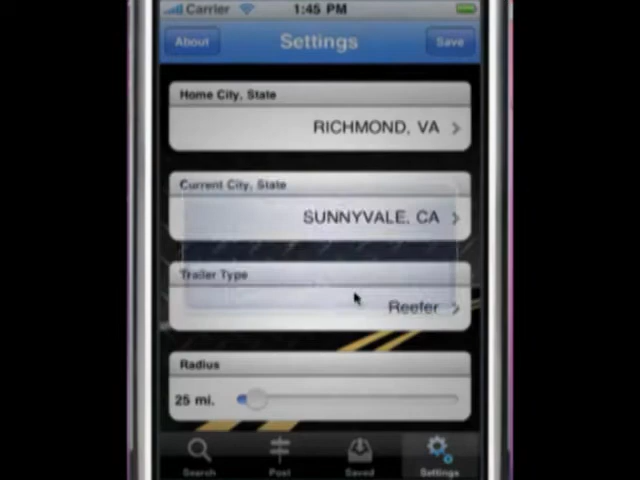 Carrier 1:45 PM
About Settings Save
Home City, State
RICHMOND, VA
Current City, State
SUNNYVALE, CA
Trailer Type
Reefer
Radius
25 mi.
Search Post Saved Settings